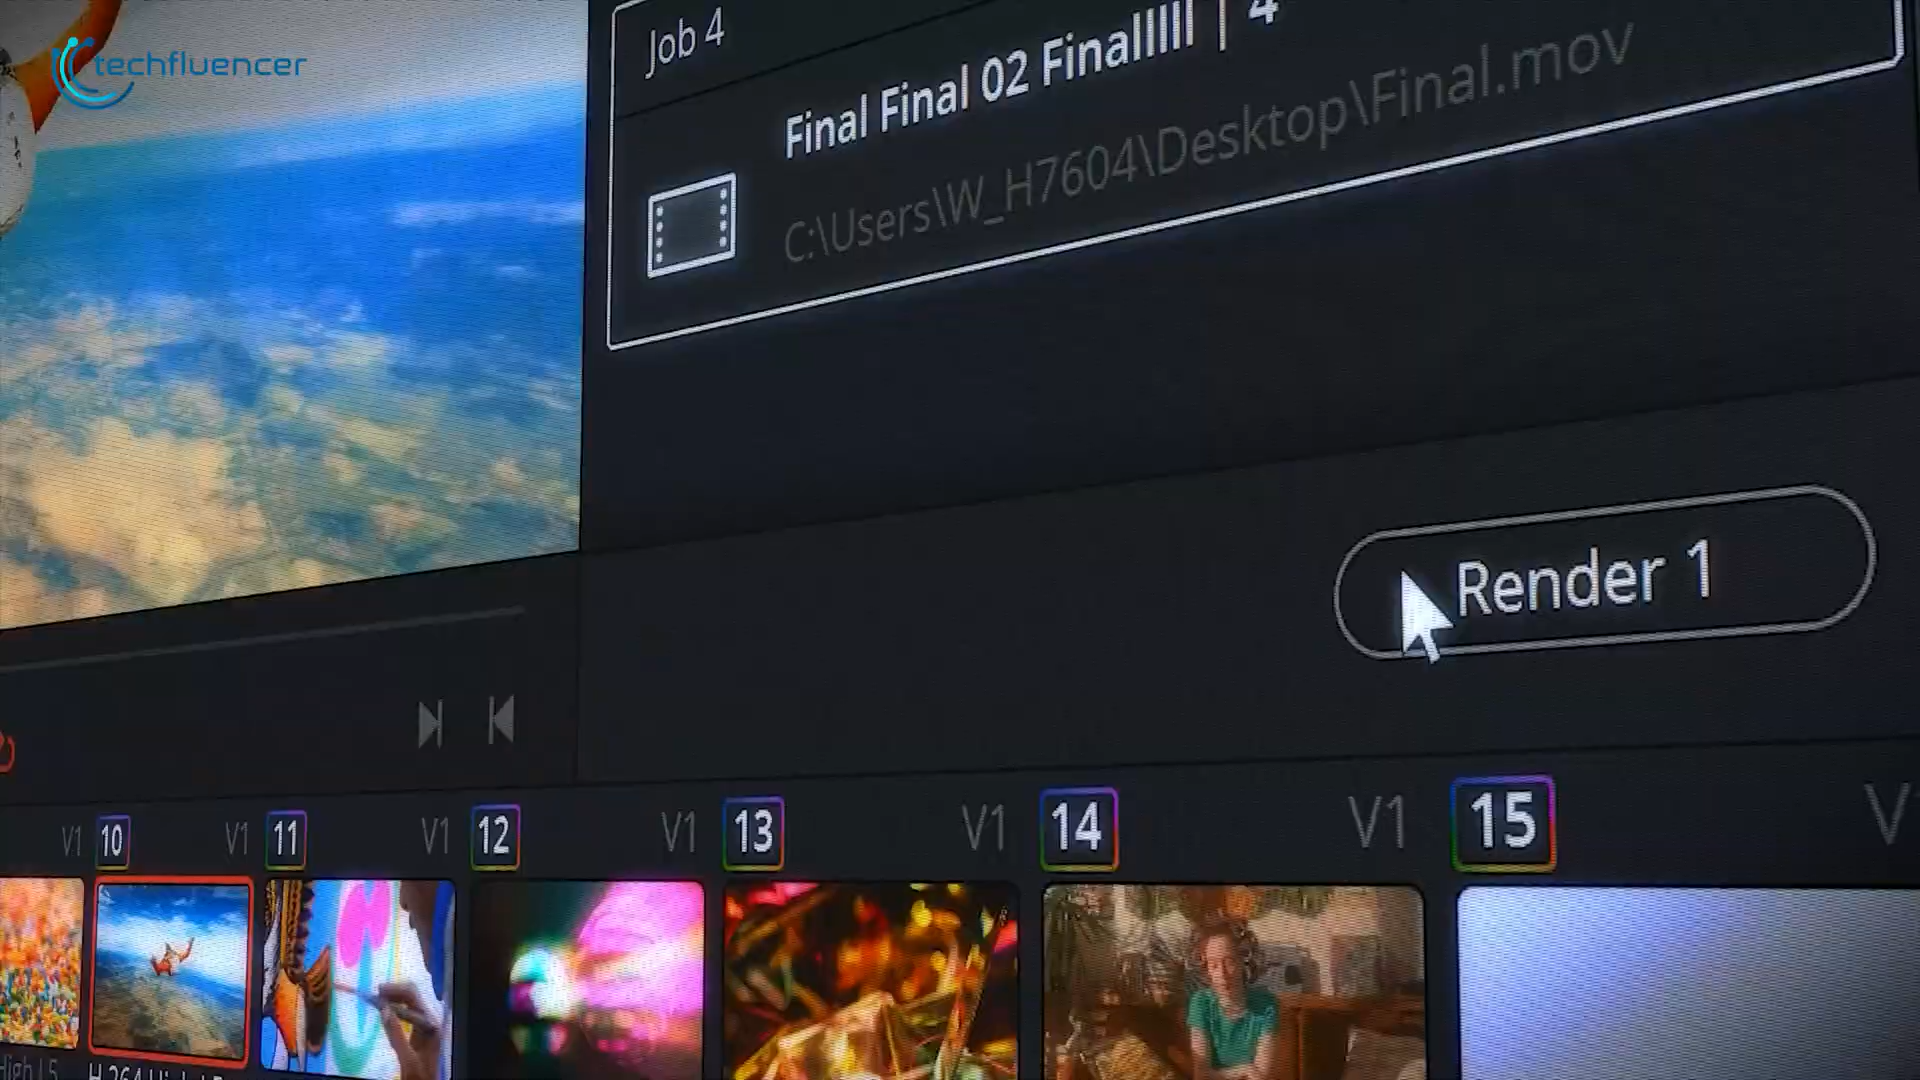 techfluencer
Job 4
Final Final 02 Finalllll | 4
C:\Users\W_H7604\Desktop\Final.mov
Render 1
V1 10 V1 11 V1 12 V1 13 V1 14 V1 15